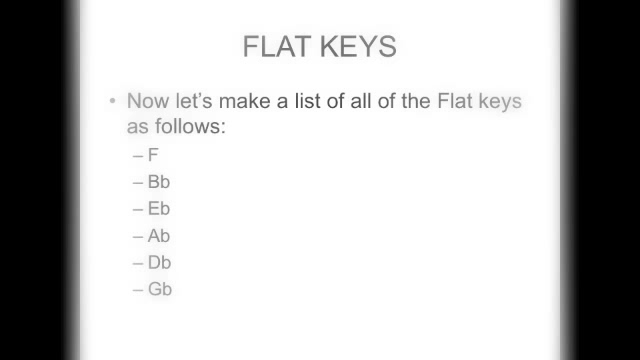 FLAT KEYS
• Now let's make a list of all of the Flat keys
as follows:
– F
– Bb
– Eb
– Ab
– Db
– Gb